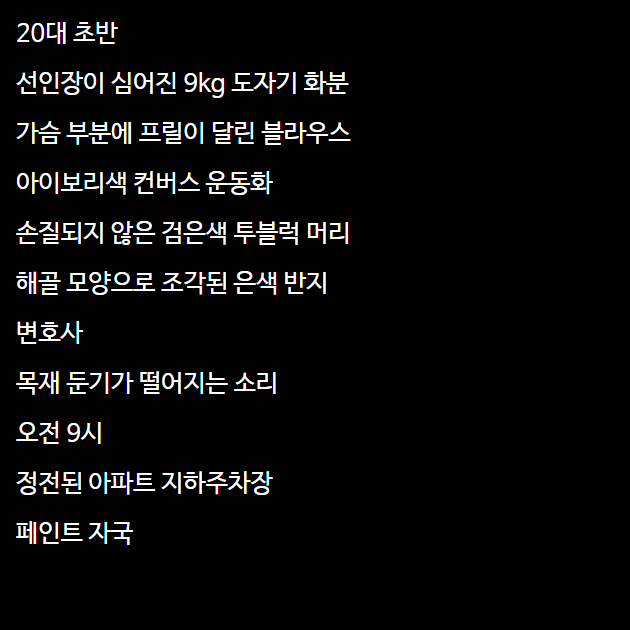 20대 초반
선인장이 심어진 9kg 도자기 화분
가슴 부분에 프릴이 달린 블라우스
아이보리색 컨버스 운동화
손질되지 않은 검은색 투블럭 머리
해골 모양으로 조각된 은색 반지
변호사
목재 둔기가 떨어지는 소리
오전 9시
정전된 아파트 지하주차장
페인트 자국